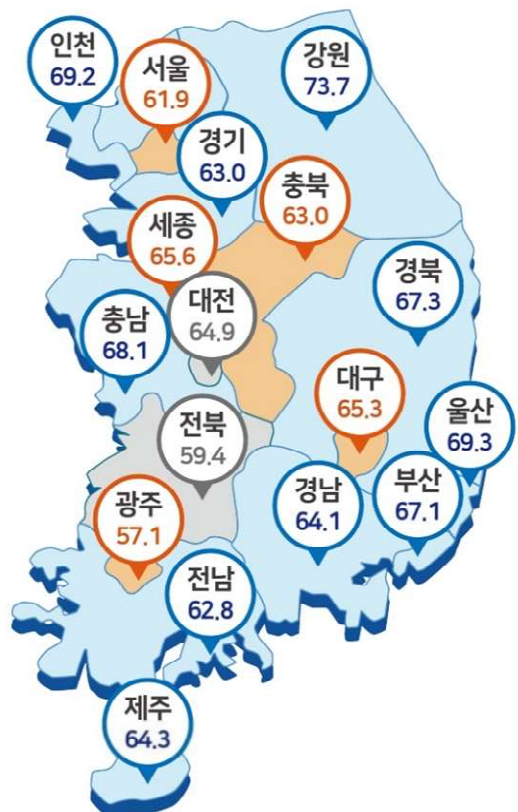 인천
69.2
서울
61.9
강원
73.7
경기
63.0
충북
63.0
세종
65.6
대전
64.9
경북
67.3
충남
68.1
대구
65.3
울산
69.3
전북
59.4
경남
64.1
부산
67.1
광주
57.1
전남
62.8
제주
64.3